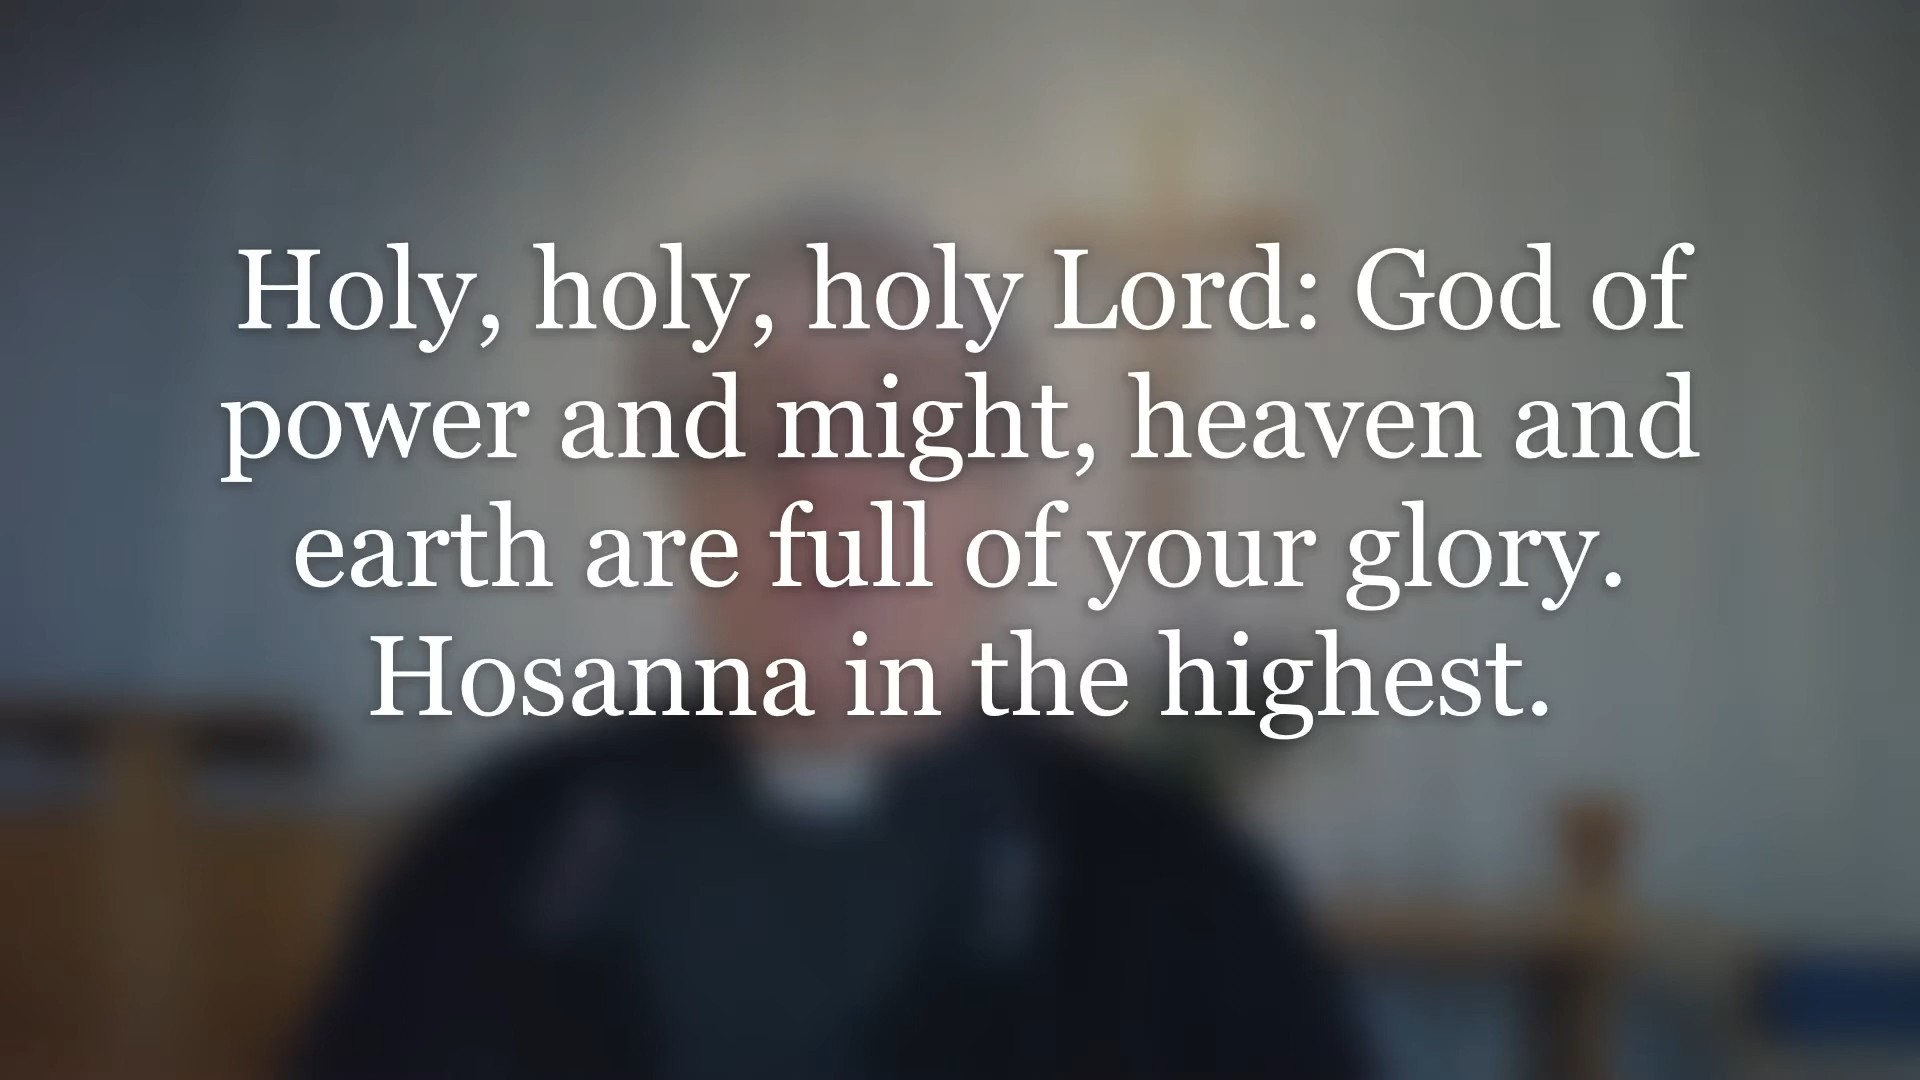 Holy, holy, holy Lord: God of
power and might, heaven and
earth are full of your glory.
Hosanna in the highest.